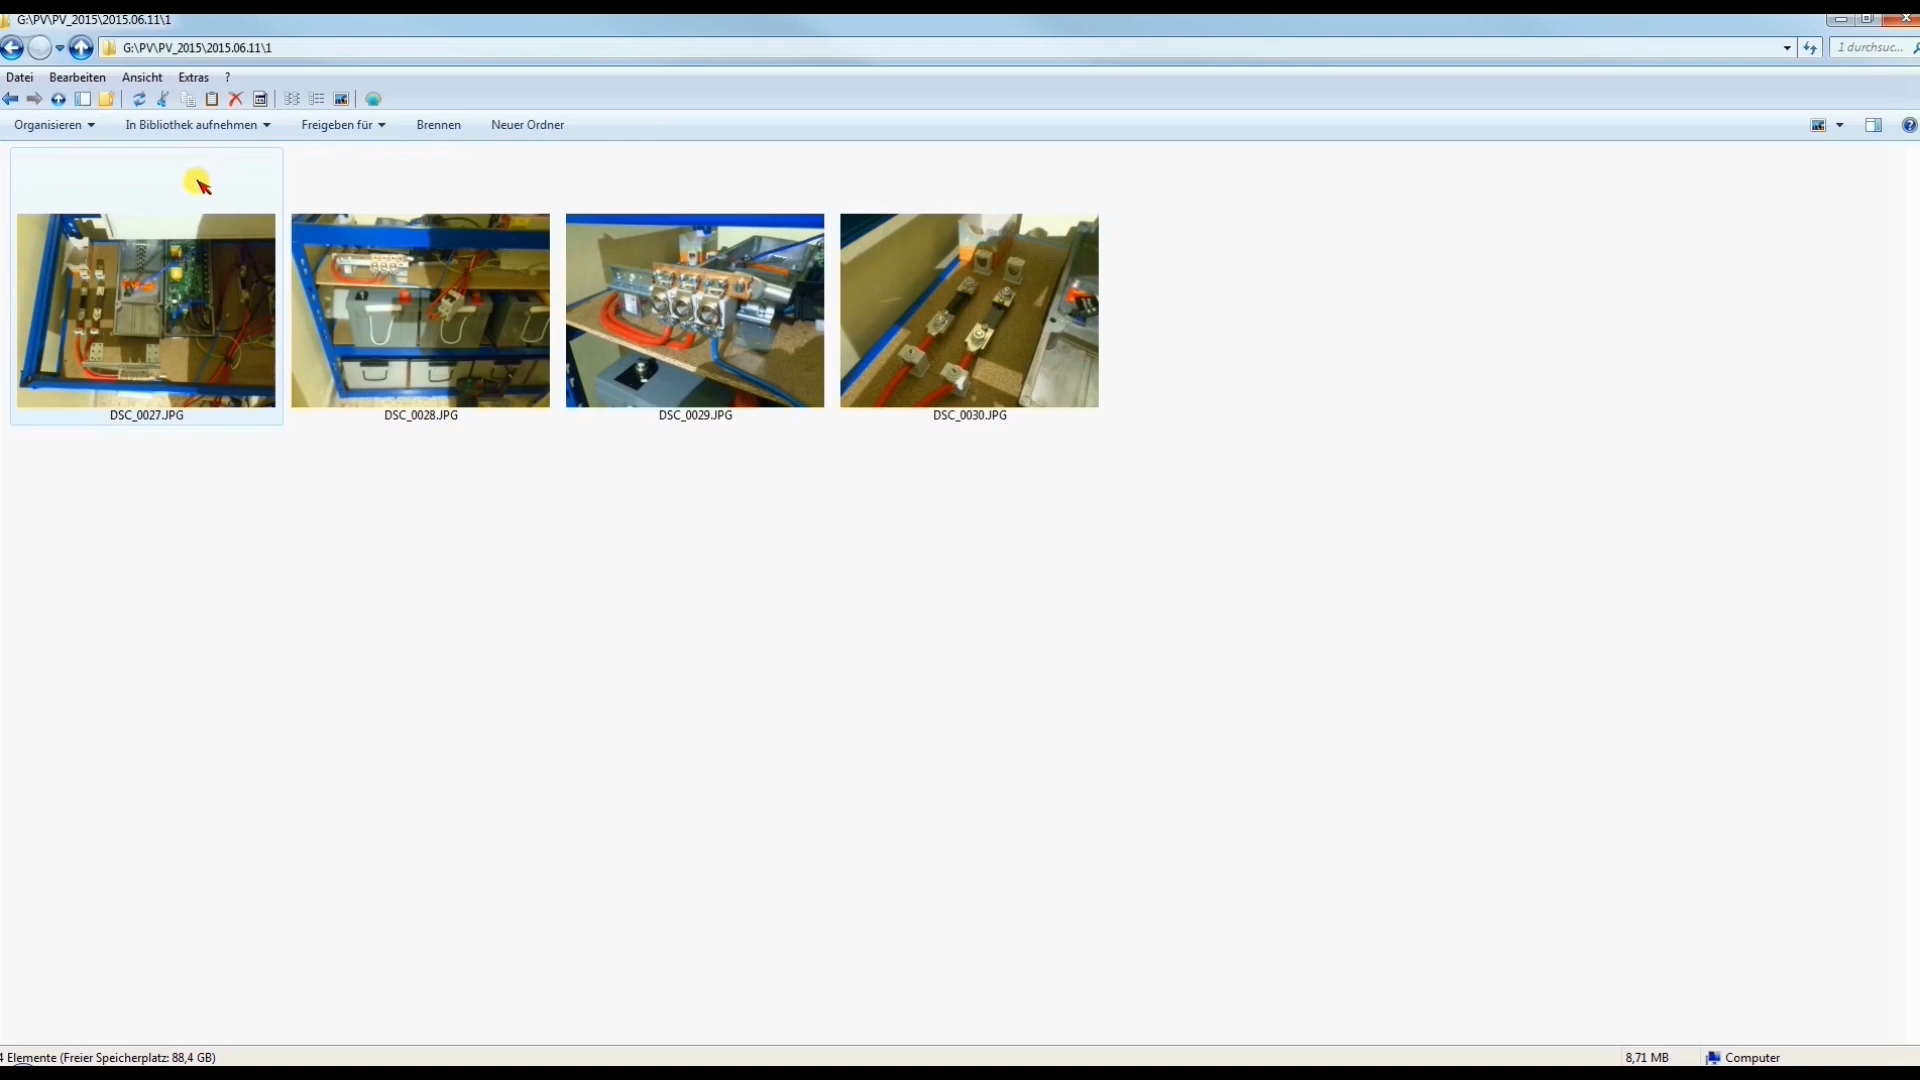 G:\PV\PV_2015\2015.06.11\1
G:\PV\PV_2015\2015.06.11\1
1 durchsuc...
Datei Bearbeiten Ansicht Extras ?
Organisieren In Bibliothek aufnehmen Freigeben für Brennen Neuer Ordner
DSC_0027.JPG DSC_0028.JPG DSC_0029.JPG DSC_0030.JPG
4 Elemente (Freier Speicherplatz: 88,4 GB) 8,71 MB Computer